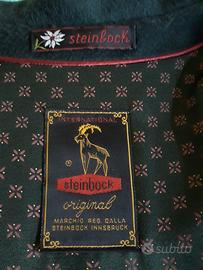 steinbock
INTERNATIONAL
steinbock
original
MARCHIO REG. DALLA
STEINBOCK INNSBRUCK
subito